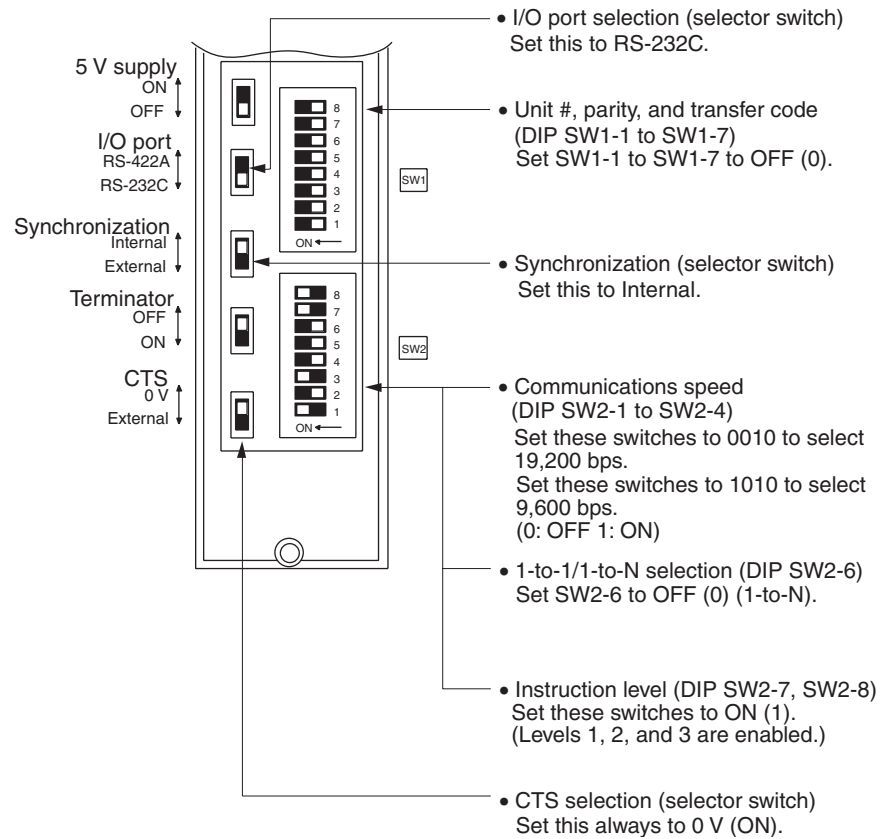 5 V supply
ON
OFF
I/O port
RS-422A
RS-232C
Synchronization
Internal
External
Terminator
OFF
ON
CTS
0 V
External
8
7
6
5
4
3
2
1
ON
SW1
8
7
6
5
4
3
2
1
ON
SW2
• I/O port selection (selector switch)
Set this to RS-232C.
• Unit #, parity, and transfer code
(DIP SW1-1 to SW1-7)
Set SW1-1 to SW1-7 to OFF (0).
• Synchronization (selector switch)
Set this to Internal.
• Communications speed
(DIP SW2-1 to SW2-4)
Set these switches to 0010 to select
19,200 bps.
Set these switches to 1010 to select
9,600 bps.
(0: OFF 1: ON)
• 1-to-1/1-to-N selection (DIP SW2-6)
Set SW2-6 to OFF (0) (1-to-N).
• Instruction level (DIP SW2-7, SW2-8)
Set these switches to ON (1).
(Levels 1, 2, and 3 are enabled.)
• CTS selection (selector switch)
Set this always to 0 V (ON).